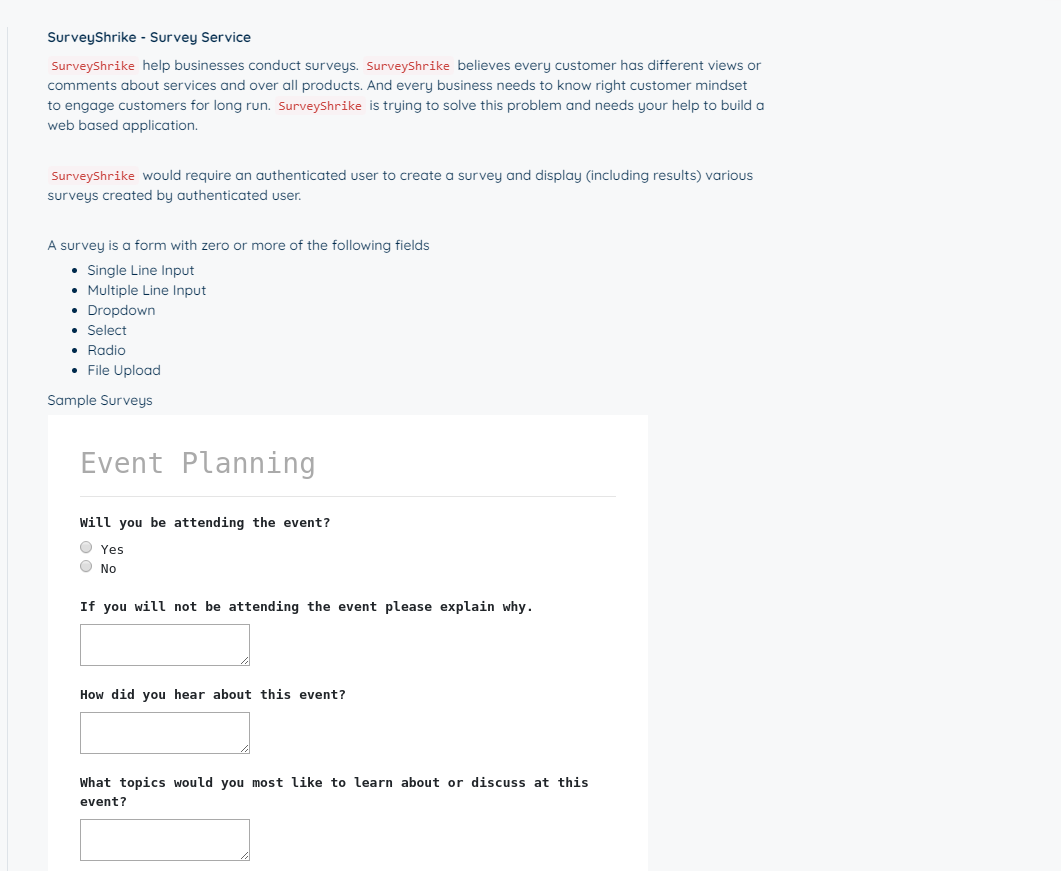 SurveyShrike - Survey Service
SurveyShrike help businesses conduct surveys. SurveyShrike believes every customer has different views or
comments about services and over all products. And every business needs to know right customer mindset
to engage customers for long run. SurveyShrike is trying to solve this problem and needs your help to build a
web based application.
SurveyShrike would require an authenticated user to create a survey and display (including results) various
surveys created by authenticated user.
A survey is a form with zero or more of the following fields
Single Line Input
Multiple Line Input
Dropdown
Select
Radio
File Upload
Sample Surveys
Event Planning
Will you be attending the event?
Yes
No
If you will not be attending the event please explain why.
How did you hear about this event?
What topics would you most like to learn about or discuss at this
event?